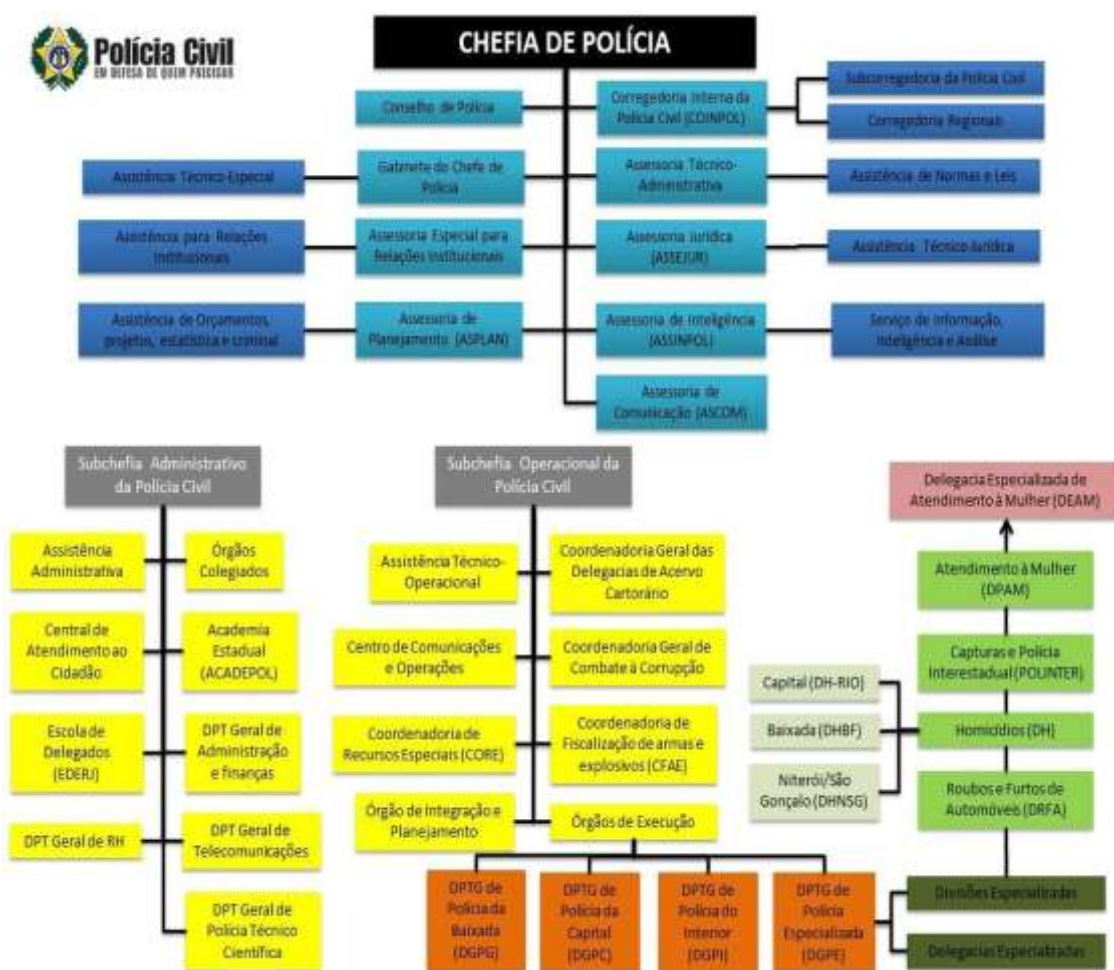 Polícia Civil
EM DEFESA DE QUEM PRECISAR
CHEFIA DE POLÍCIA
Conselho de Polícia
Corregedoria Interna da
Polícia Civil (COINPOL)
Subcorregedoria da Polícia Civil
Corregedoria Regionais
Assistência Técnico-Especial
Gabinete do Chefe de
Polícia
Assessoria Técnico-
Administrativa
Assistência de Normas e Leis
Assistência para Relações
Institucionais
Assessoria Especial para
Relações Institucionais
Assessoria Jurídica
(ASSEJUR)
Assistência Técnico-Jurídica
Assistência de Orçamentos,
projetos, estatística e criminal
Assessoria de
Planejamento (ASPLAN)
Assessoria de Inteligência
(ASSINPOL)
Serviço de Informação,
Inteligência e Análise
Assessoria de
Comunicação (ASCOM)
Subchefia Administrativo
da Polícia Civil
Assistência
Administrativa
Órgãos
Colegiados
Central de
Atendimento ao
Cidadão
Academia
Estadual
(ACADEPOL)
Escola de
Delegados
(EDERJ)
DPT Geral de
Administração
e finanças
DPT Geral de RH
DPT Geral de
Telecomunicações
DPT Geral de
Polícia Técnico
Científica
Subchefia Operacional da
Polícia Civil
Assistência Técnico-
Operacional
Coordenadoria Geral das
Delegacias de Acervo
Cartorário
Centro de Comunicações
e Operações
Coordenadoria Geral de
Combate à Corrupção
Coordenadoria de
Recursos Especiais (CORE)
Coordenadoria de
Fiscalização de armas e
explosivos (CFAE)
Órgão de Integração e
Planejamento
Órgãos de Execução
DPTG de
Polícia da
Baixada
(DGPG)
DPTG de
Polícia da
Capital
(DGPC)
DPTG de
Polícia do
Interior
(DGPI)
DPTG de
Polícia
Especializada
(DGPE)
Delegacia Especializada de
Atendimento à Mulher (DEAM)
Atendimento à Mulher
(DPAM)
Capturas e Polícia
Interestadual (POLINTER)
Capital (DH-RIO)
Baixada (DHBF)
Niterói/São
Gonçalo (DHNSG)
Homicídios (DH)
Roubos e Furtos de
Automóveis (DRFA)
Divisões Especializadas
Delegacias Especializadas